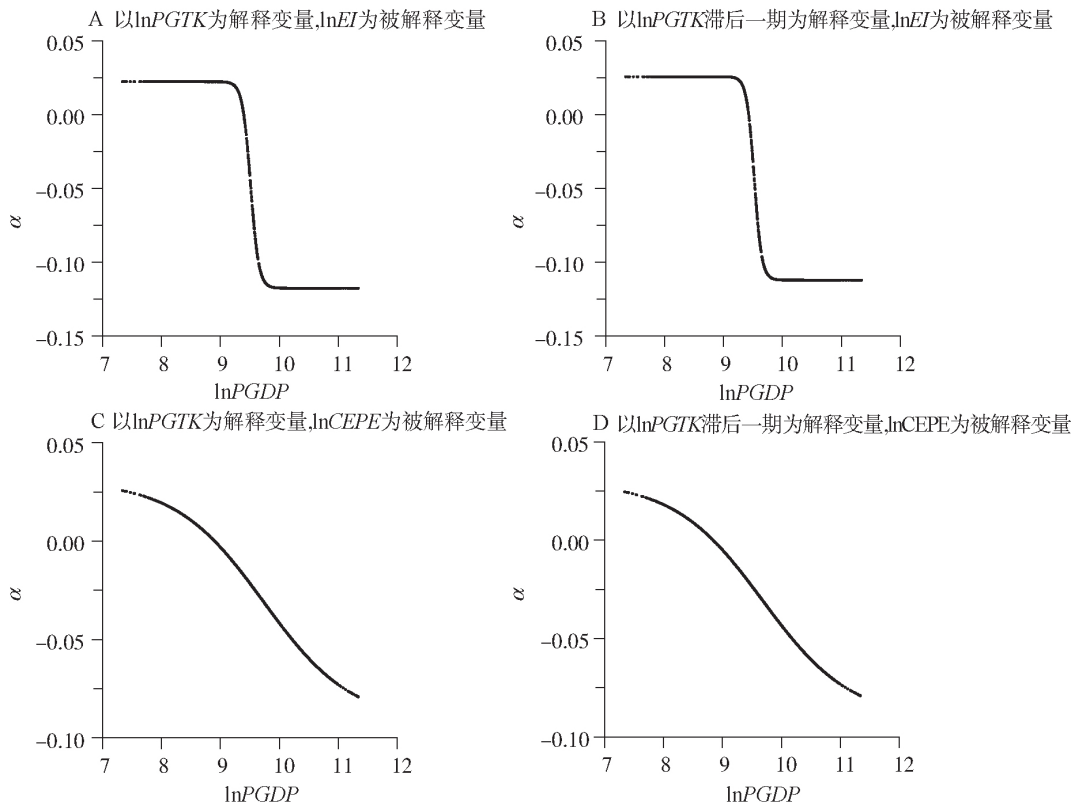 A 以lnPGTK为解释变量,lnEI为被解释变量
0.05
0.00
−0.05
−0.10
−0.15
α
7 8 9 10 11 12
lnPGDP
B 以lnPGTK滞后一期为解释变量,lnEI为被解释变量
0.05
0.00
−0.05
−0.10
−0.15
α
7 8 9 10 11 12
lnPGDP
C 以lnPGTK为解释变量,lnCEPE为被解释变量
0.05
0.00
−0.05
−0.10
α
7 8 9 10 11 12
lnPGDP
D 以lnPGTK滞后一期为解释变量,lnCEPE为被解释变量
0.05
0.00
−0.05
−0.10
α
7 8 9 10 11 12
lnPGDP